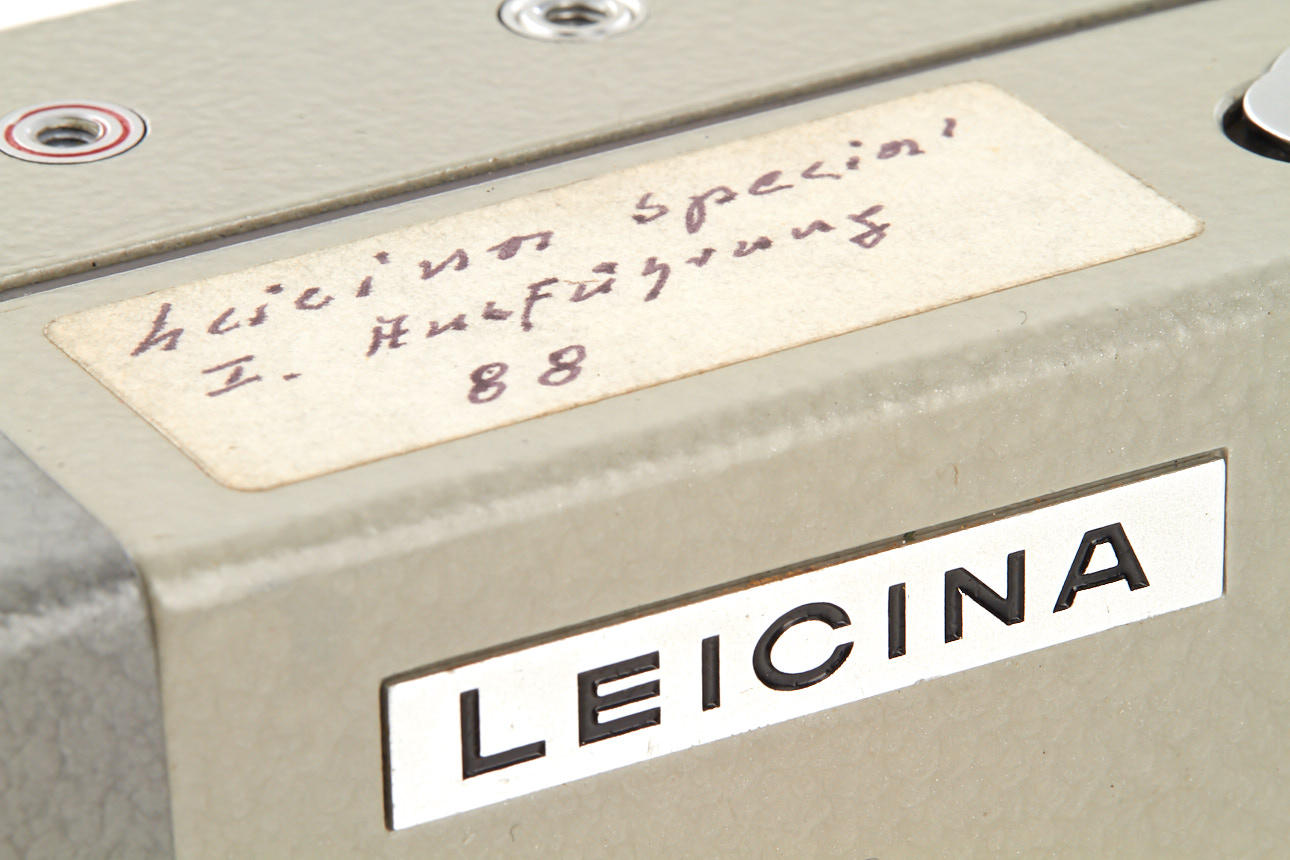 Leicina special
I. Ausführung
88
LEICINA